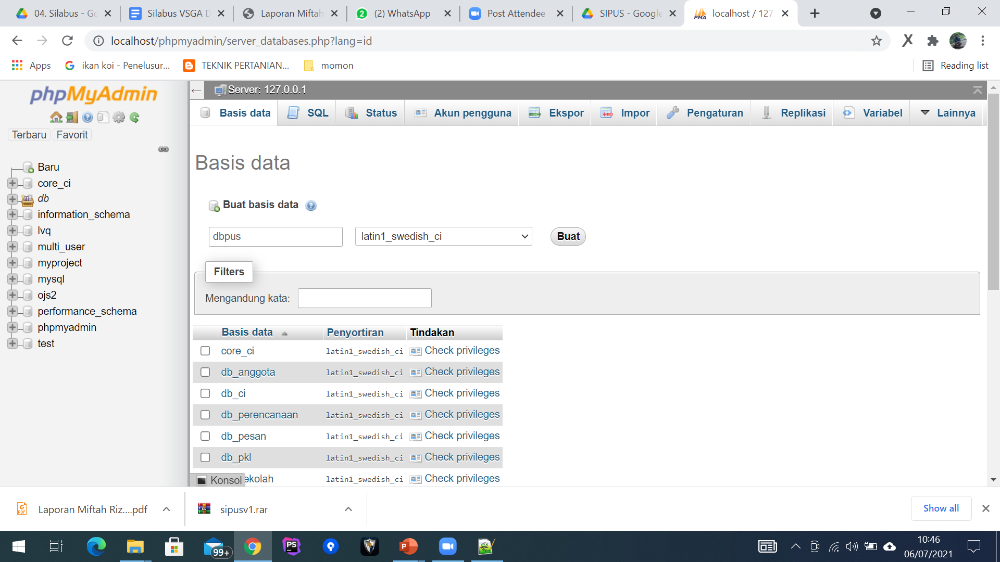 04. Silabus - Go
Silabus VSGA D
Laporan Miftah
(2) WhatsApp
Post Attendee -
SIPUS - Google
localhost / 127
localhost/phpmyadmin/server_databases.php?lang=id
Apps
ikan koi - Penelusur...
TEKNIK PERTANIAN...
momon
Reading list
phpMyAdmin
Terbaru
Favorit
Baru
core_ci
db
information_schema
lvq
multi_user
myproject
mysql
ojs2
performance_schema
phpmyadmin
test
Server: 127.0.0.1
Basis data
SQL
Status
Akun pengguna
Ekspor
Impor
Pengaturan
Replikasi
Variabel
Lainnya
Basis data
Buat basis data
dbpus
latin1_swedish_ci
Buat
Filters
Mengandung kata:
Basis data Penyortiran Tindakan
core_ci latin1_swedish_ci Check privileges
db_anggota latin1_swedish_ci Check privileges
db_ci latin1_swedish_ci Check privileges
db_perencanaan latin1_swedish_ci Check privileges
db_pesan latin1_swedish_ci Check privileges
db_pkl latin1_swedish_ci Check privileges
ekolah latin1_swedish_ci Check privileges
Konsol
Laporan Miftah Riz....pdf
sipusv1.rar
Show all
99+
10:46
06/07/2021